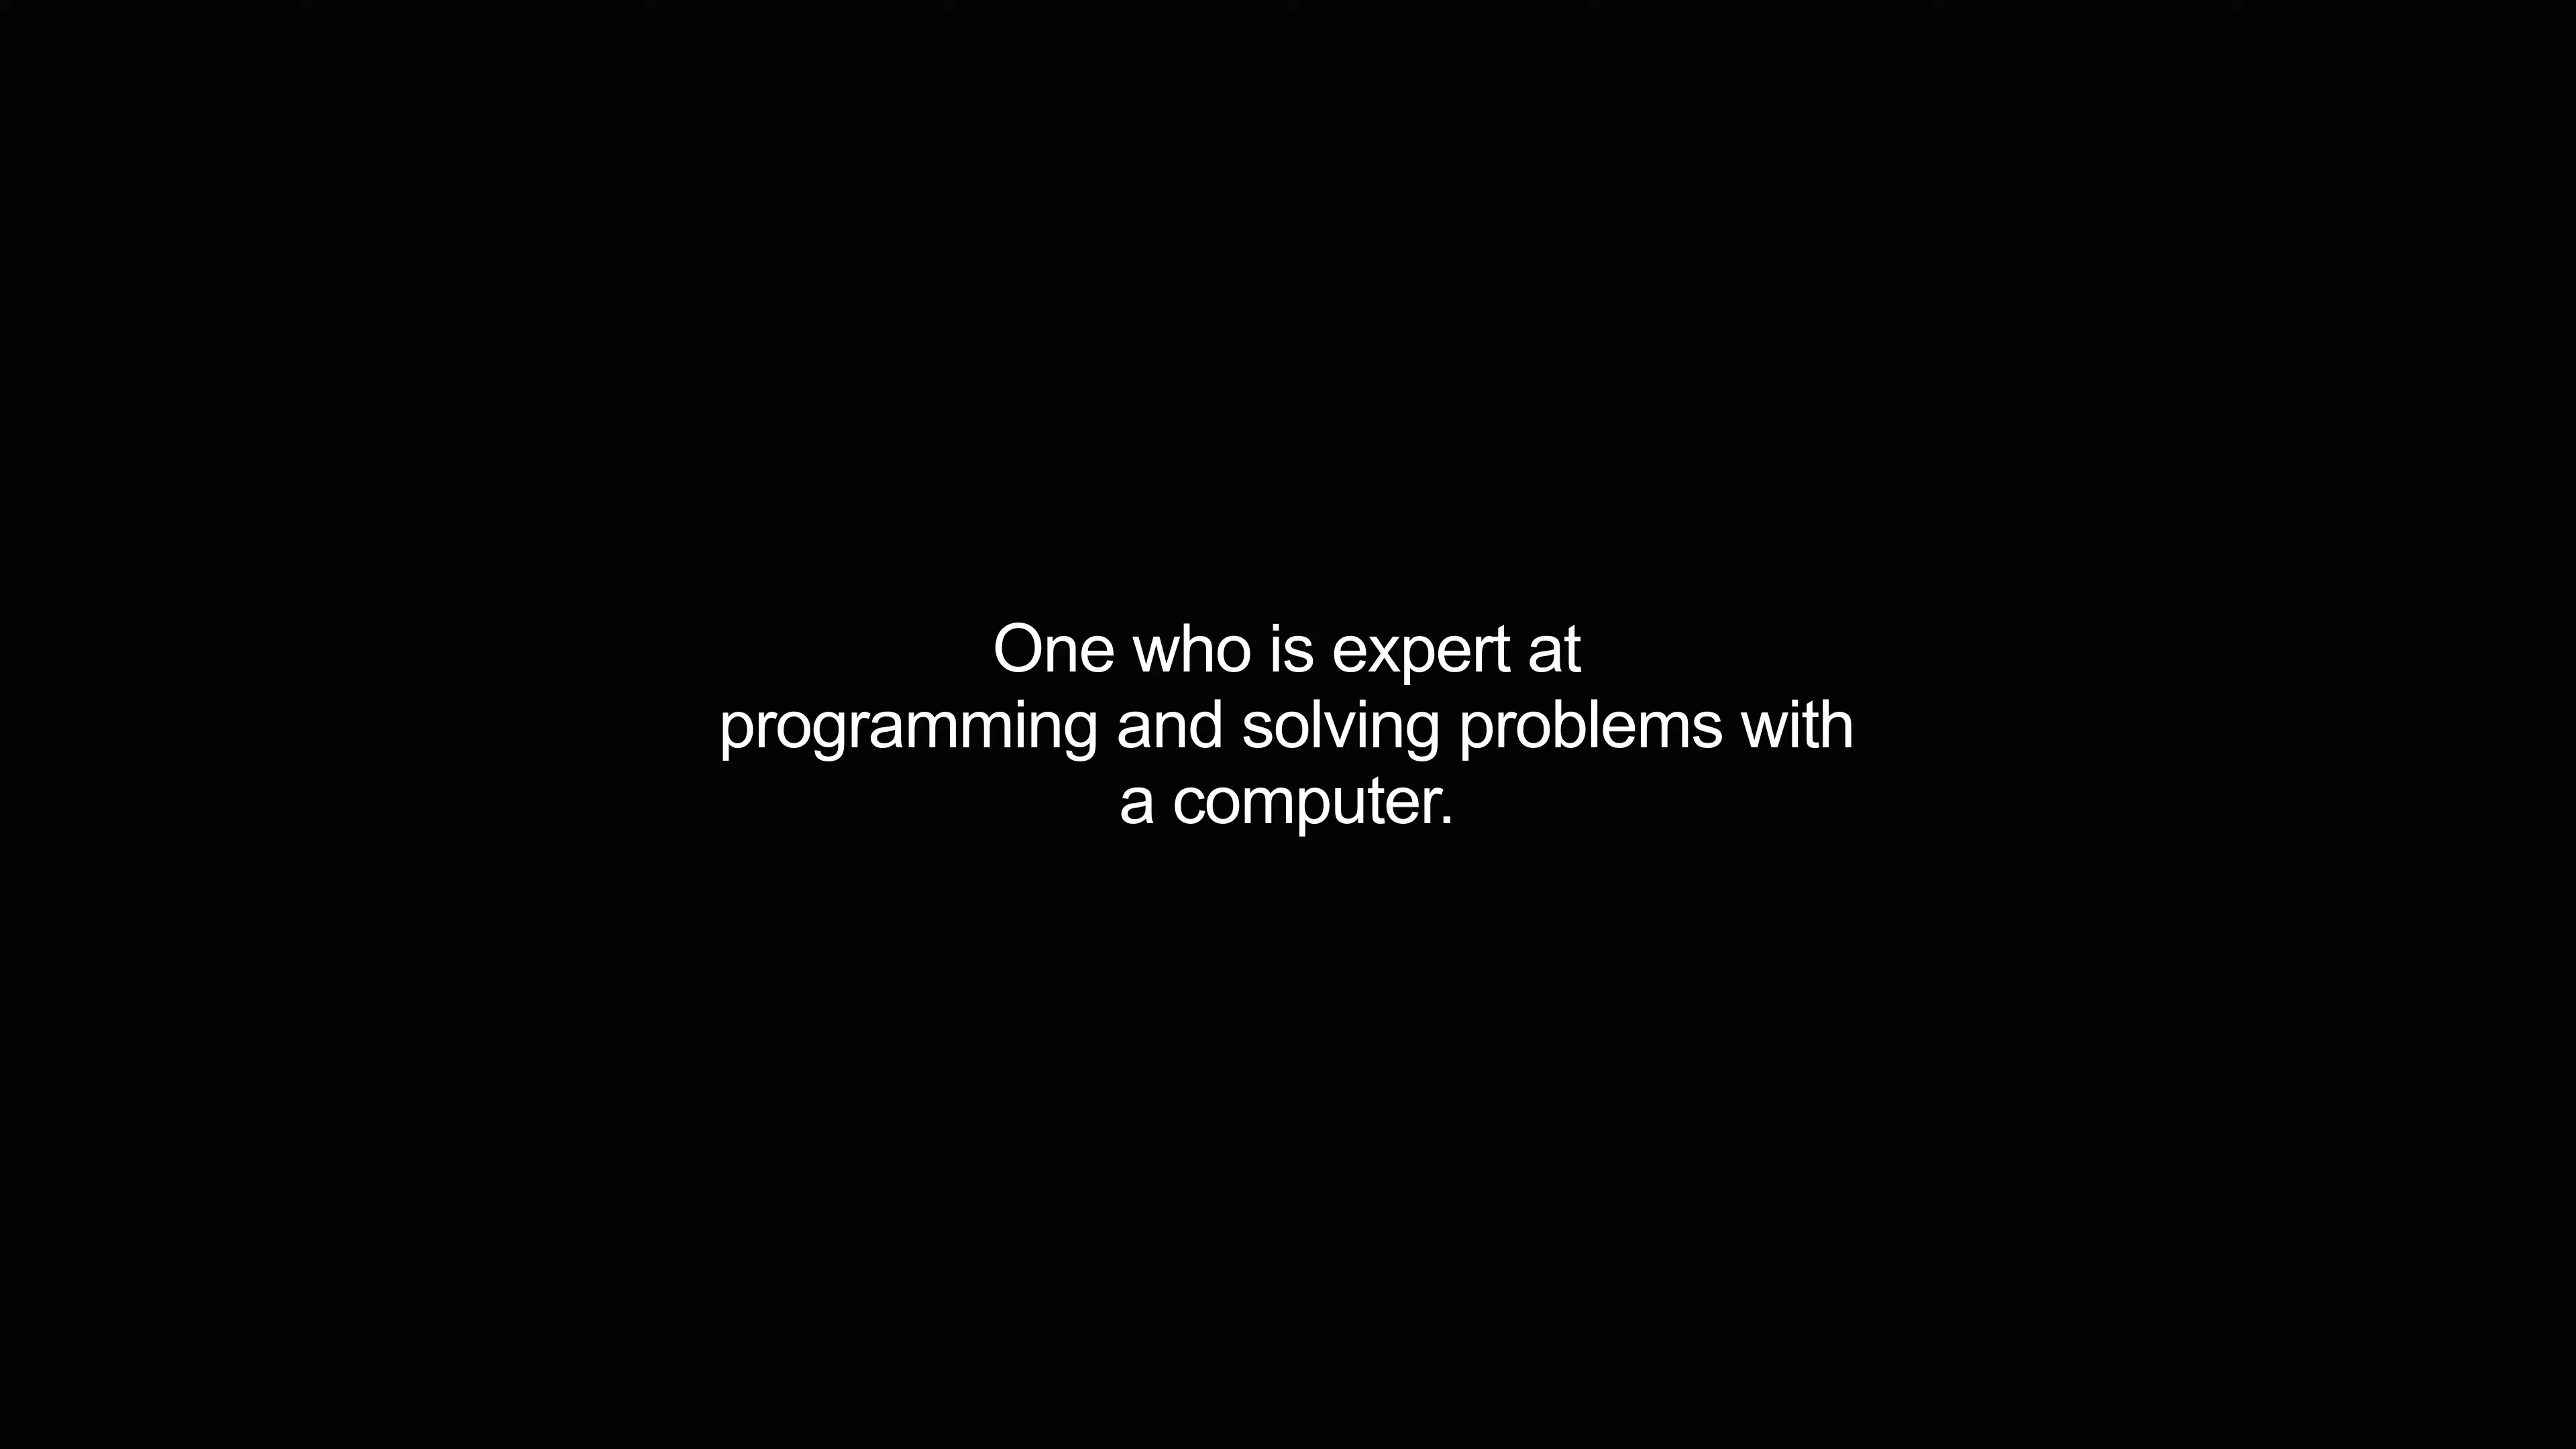 One who is expert at
programming and solving problems with
a computer.